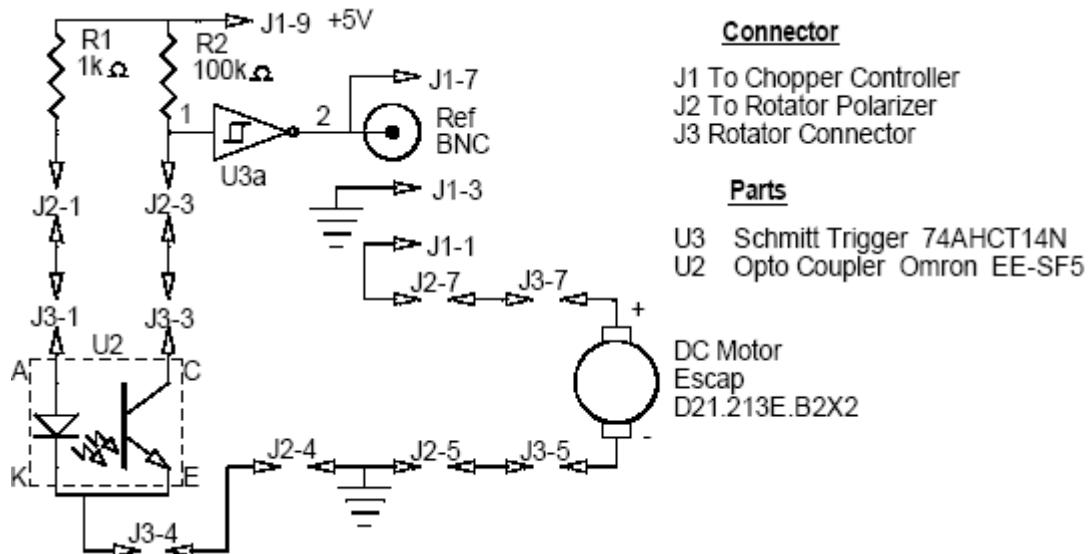 J1-9 +5V
R1
1kΩ
R2
100kΩ
1
2
U3a
J1-7
Ref
BNC
J1-3
J2-1
J2-3
J1-1
J2-7
J3-7
J3-1
J3-3
U2
A
C
K
E
+
-
DC Motor
Escap
D21.213E.B2X2
J2-4
J2-5
J3-5
J3-4
Connector
J1 To Chopper Controller
J2 To Rotator Polarizer
J3 Rotator Connector
Parts
U3 Schmitt Trigger 74AHCT14N
U2 Opto Coupler Omron EE-SF5